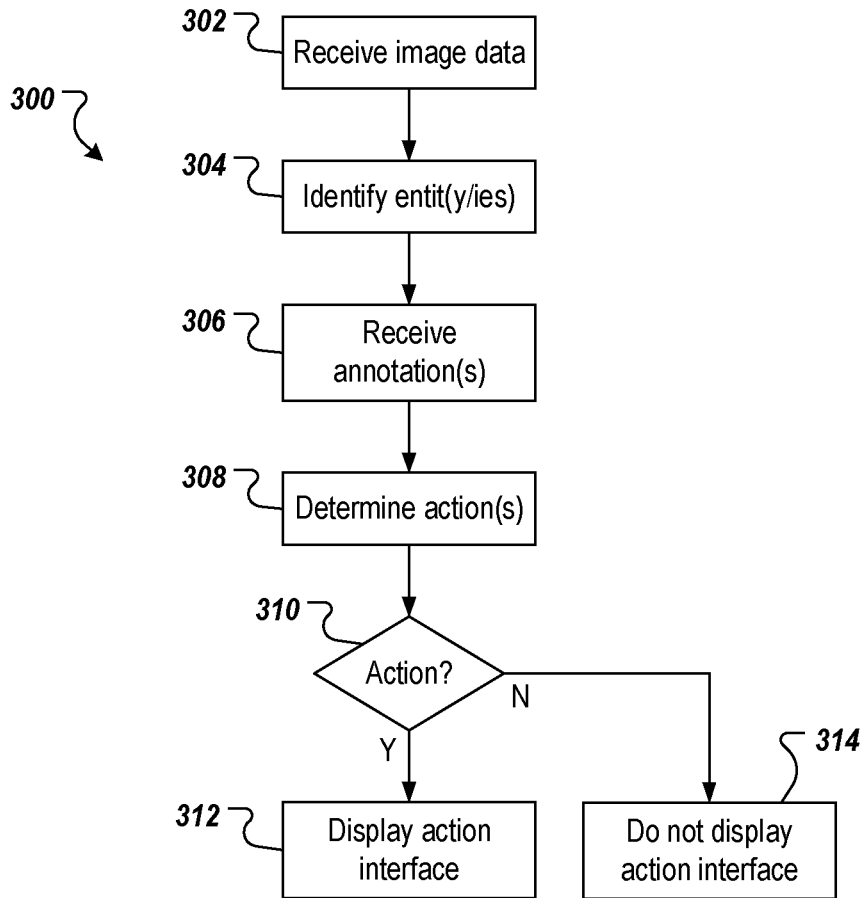 302
Receive image data
300
304
Identify entit(y/ies)
306
Receive
annotation(s)
308
Determine action(s)
310
Action?
N
Y
314
312
Display action
interface
Do not display
action interface